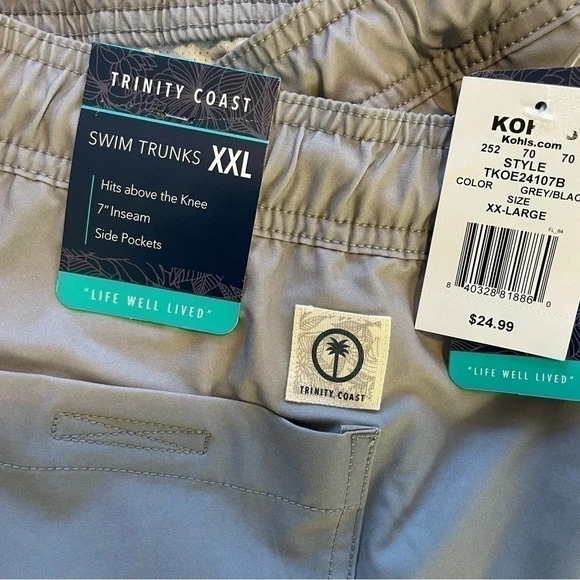 TRINITY COAST
SWIM TRUNKS XXL
Hits above the Knee
7" Inseam
Side Pockets
"LIFE WELL LIVED"
TRINITY COAST
Kohls.com
252 70 70
STYLE
TKOE24107B
COLOR
SIZE
XX-LARGE
FL_84
8 40328 81886 0
$24.99
"LIFE WELL LIVED"